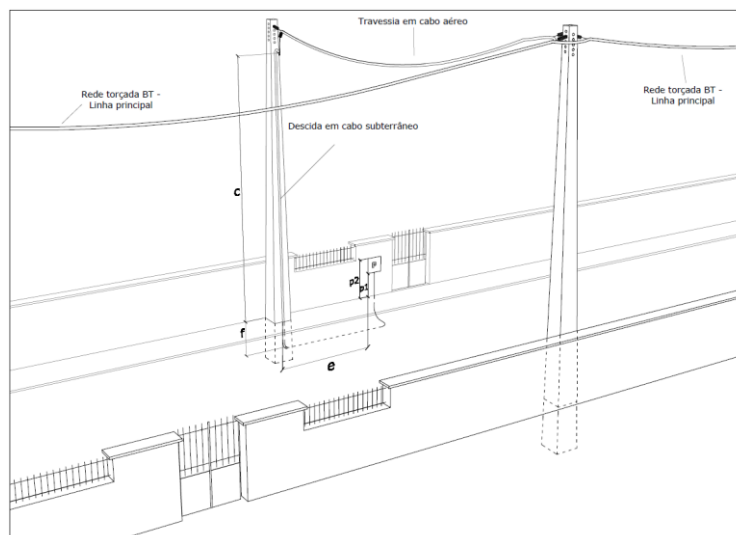 Travessia em cabo aéreo
Rede torçada BT -
Linha principal
Rede torçada BT -
Linha principal
Descida em cabo subterrâneo
c
p2
p1
f
e